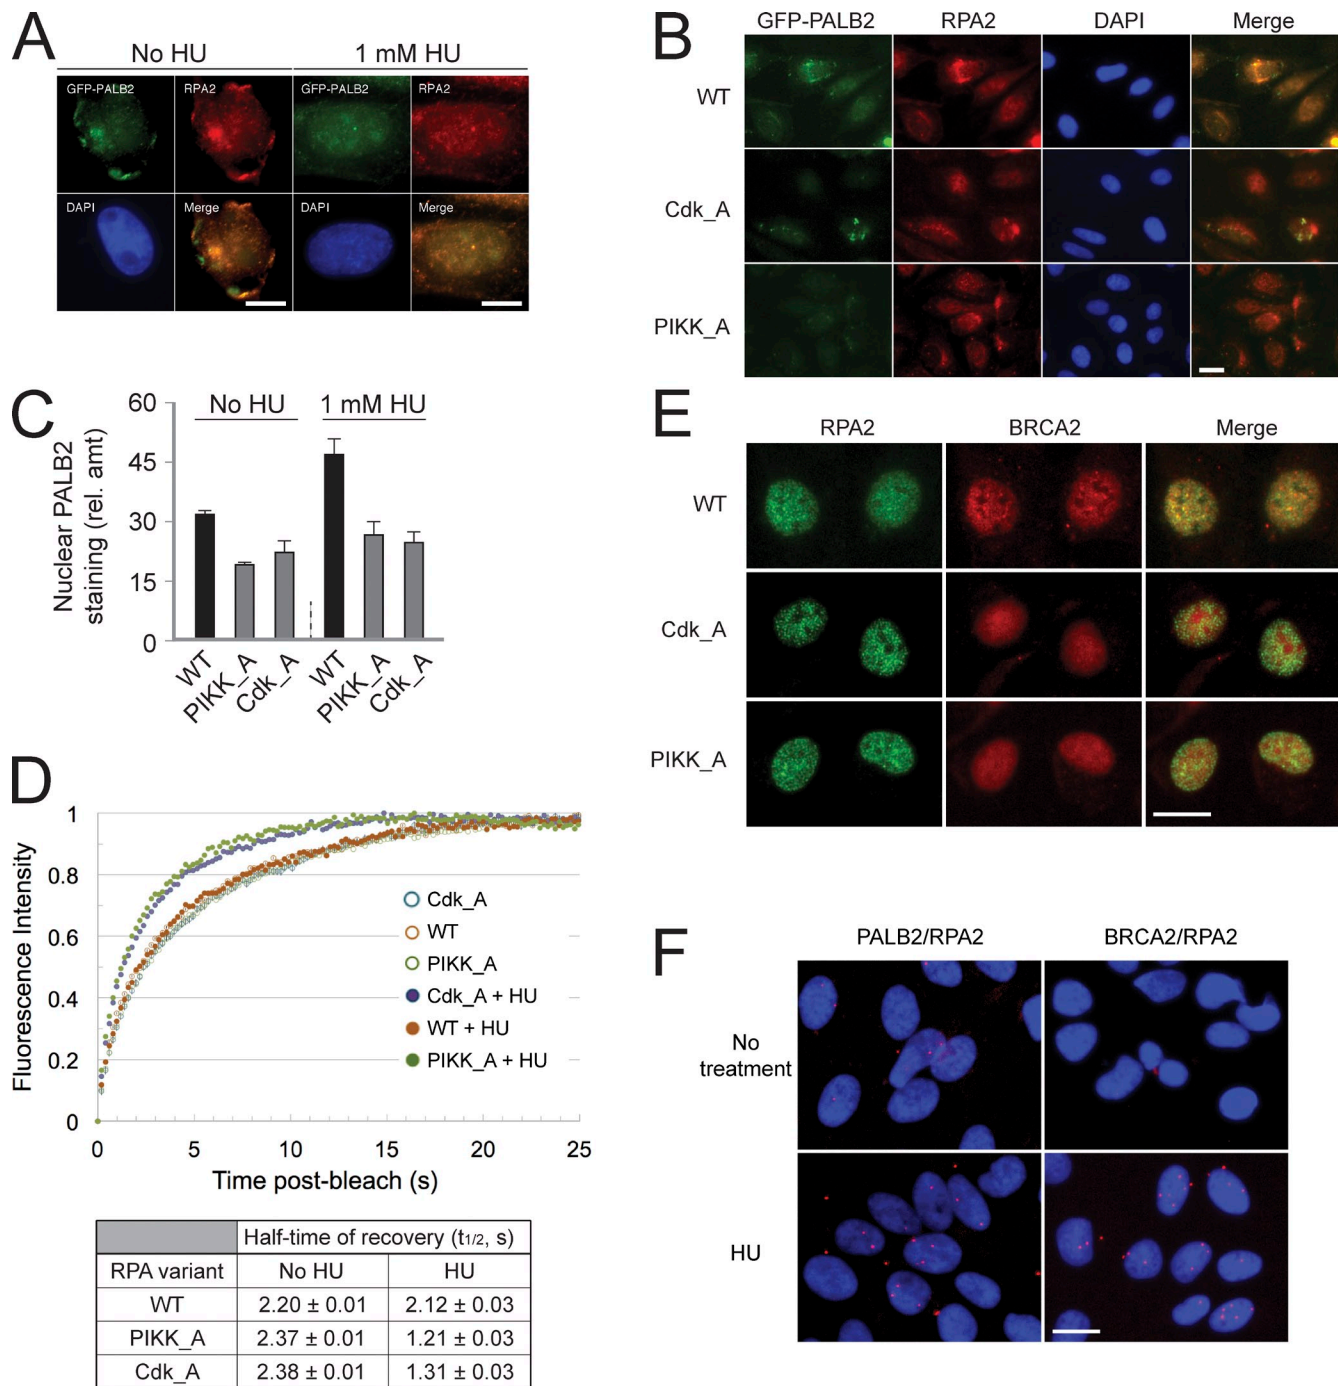 A
No HU
1 mM HU
GFP-PALB2
RPA2
GFP-PALB2
RPA2
DAPI
Merge
DAPI
Merge
B
GFP-PALB2
RPA2
DAPI
Merge
WT
Cdk_A
PIKK_A
C
Nuclear PALB2
staining (rel. amt)
60
45
30
15
0
No HU
1 mM HU
WT
PIKK_A
Cdk_A
WT
PIKK_A
Cdk_A
D
Fluorescence Intensity
1
0.8
0.6
0.4
0.2
0
Cdk_A
WT
PIKK_A
Cdk_A + HU
WT + HU
PIKK_A + HU
0
5
10
15
20
25
Time post-bleach (s)
Half-time of recovery (t1/2, s)
RPA variant No HU HU
WT 2.20 ± 0.01 2.12 ± 0.03
PIKK_A 2.37 ± 0.01 1.21 ± 0.03
Cdk_A 2.38 ± 0.01 1.31 ± 0.03
E
RPA2
BRCA2
Merge
WT
Cdk_A
PIKK_A
F
PALB2/RPA2
BRCA2/RPA2
No
treatment
HU